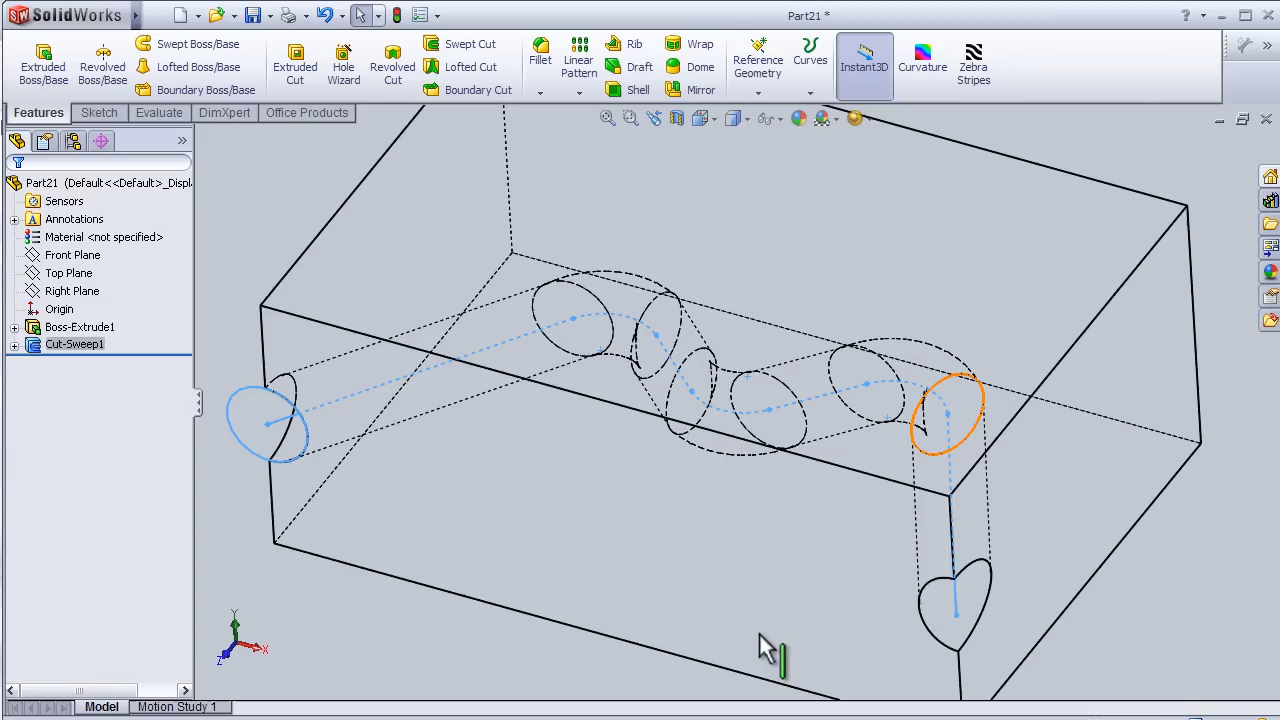 SW SolidWorks
Part21 *
Extruded Boss/Base
Revolved Boss/Base
Swept Boss/Base
Lofted Boss/Base
Boundary Boss/Base
Extruded Cut
Hole Wizard
Revolved Cut
Swept Cut
Lofted Cut
Boundary Cut
Fillet
Linear Pattern
Rib
Draft
Shell
Wrap
Dome
Mirror
Reference Geometry
Curves
Instant3D
Curvature
Zebra Stripes
Features
Sketch
Evaluate
DimXpert
Office Products
Part21 (Default<<Default>_Displ
Sensors
A Annotations
Material <not specified>
Front Plane
Top Plane
Right Plane
Origin
Boss-Extrude1
Cut-Sweep1
Y
X
Z
Model
Motion Study 1